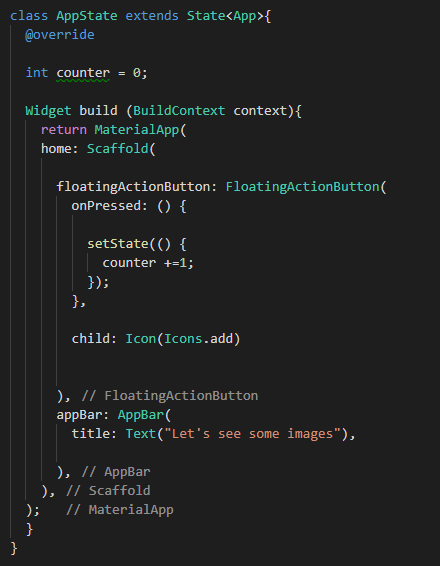 class AppState extends State<App>{
@override
int counter = 0;
Widget build (BuildContext context){
return MaterialApp(
home: Scaffold(
floatingActionButton: FloatingActionButton(
onPressed: () {
setState(() {
counter +=1;
});
},
child: Icon(Icons.add)
), // FloatingActionButton
appBar: AppBar(
title: Text("Let's see some images"),
), // AppBar
), // Scaffold
); // MaterialApp
}
}